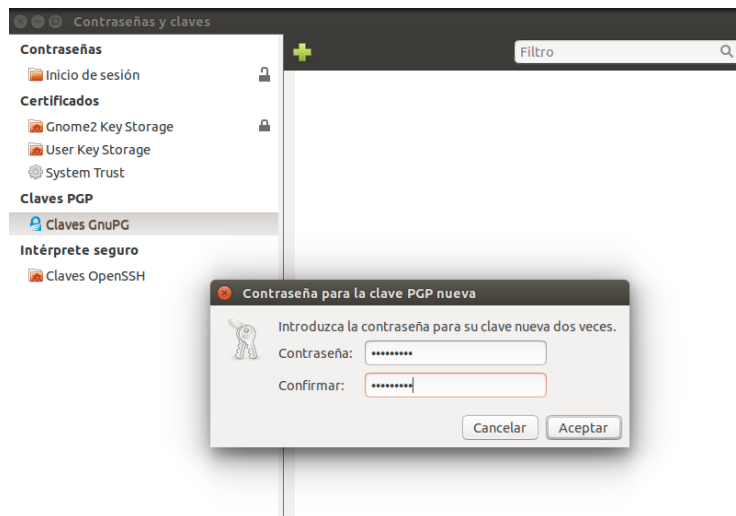 Contraseñas y claves
Contraseñas
Inicio de sesión
Certificados
Gnome2 Key Storage
User Key Storage
System Trust
Claves PGP
Claves GnuPG
Intérprete seguro
Claves OpenSSH
Filtro
Contraseña para la clave PGP nueva
Introduzca la contraseña para su clave nueva dos veces.
Contraseña: •••••••••
Confirmar: •••••••••
Cancelar Aceptar